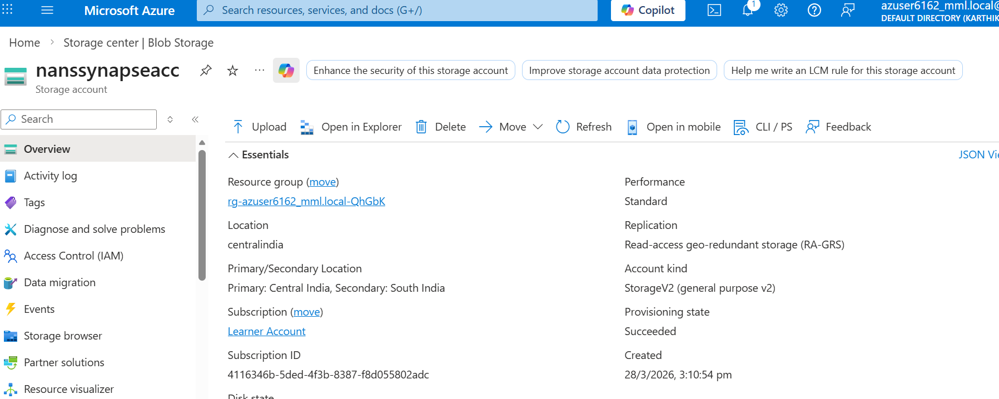 Microsoft Azure
Search resources, services, and docs (G+/)
Copilot
1
azuser6162_mml.local@
DEFAULT DIRECTORY (KARTHIK
Home > Storage center | Blob Storage
nanssynapseacc
Storage account
Enhance the security of this storage account
Improve storage account data protection
Help me write an LCM rule for this storage account
Search
Overview
Activity log
Tags
Diagnose and solve problems
Access Control (IAM)
Data migration
Events
Storage browser
Partner solutions
Resource visualizer
Upload
Open in Explorer
Delete
Move
Refresh
Open in mobile
CLI / PS
Feedback
Essentials
JSON Vie
Resource group (move)
rg-azuser6162_mml.local-QhGbK
Location
centralindia
Primary/Secondary Location
Primary: Central India, Secondary: South India
Subscription (move)
Learner Account
Subscription ID
4116346b-5ded-4f3b-8387-f8d055802adc
Disk state
Performance
Standard
Replication
Read-access geo-redundant storage (RA-GRS)
Account kind
StorageV2 (general purpose v2)
Provisioning state
Succeeded
Created
28/3/2026, 3:10:54 pm